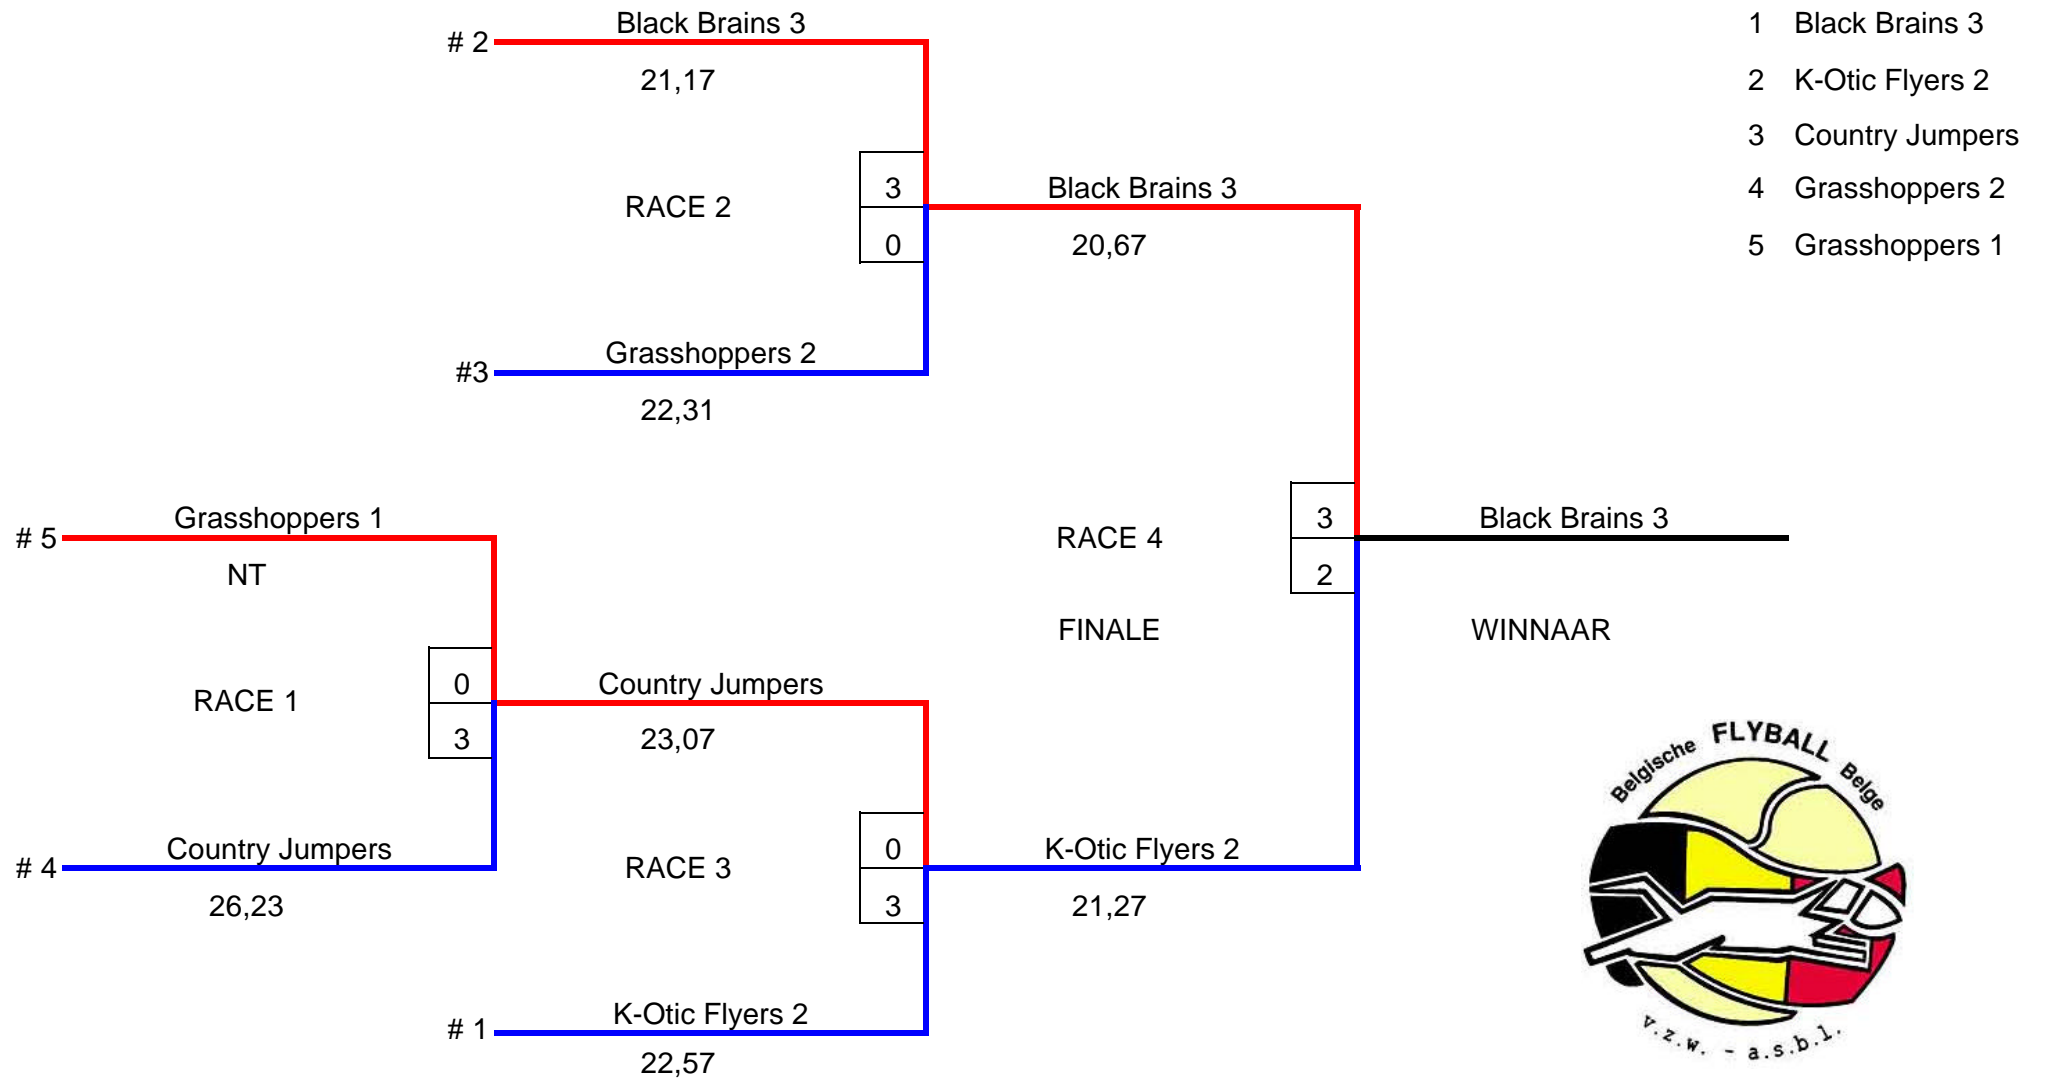 Black Brains 3
# 2
21,17
3
RACE 2
0
Grasshoppers 2
#3
22,31
Black Brains 3
20,67
1 Black Brains 3
2 K-Otic Flyers 2
3 Country Jumpers
4 Grasshoppers 2
5 Grasshoppers 1
Grasshoppers 1
# 5
NT
0
RACE 1
3
Country Jumpers
# 4
26,23
Country Jumpers
23,07
0
RACE 3
3
K-Otic Flyers 2
# 1
22,57
K-Otic Flyers 2
21,27
3
RACE 4
2
FINALE
Black Brains 3
WINNAAR
Belgische FLYBALL Belge
v.z.w. - a.s.b.l.